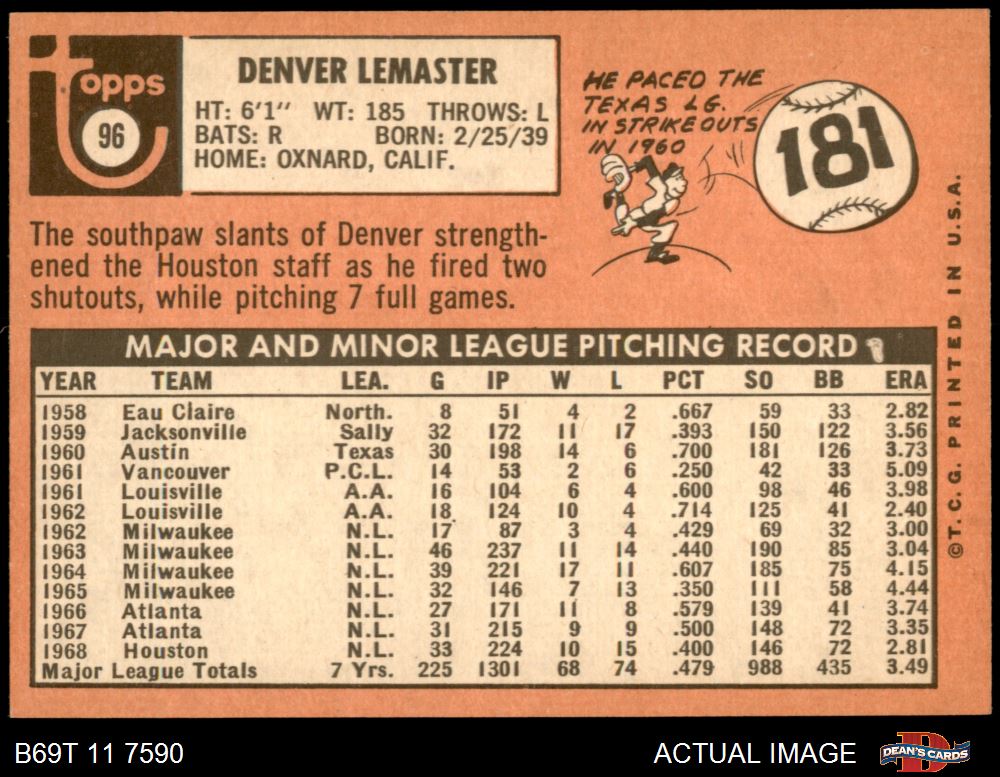 topps
96
DENVER LEMASTER
HT: 6'1" WT: 185 THROWS: L
BATS: R BORN: 2/25/39
HOME: OXNARD, CALIF.
HE PACED THE
TEXAS LG.
IN STRIKEOUTS
IN 1960
181
The southpaw slants of Denver strength-
ened the Houston staff as he fired two
shutouts, while pitching 7 full games.
MAJOR AND MINOR LEAGUE PITCHING RECORD
YEAR TEAM LEA. G IP W L PCT SO BB ERA
1958 Eau Claire North. 8 51 4 2 .667 59 33 2.82
1959 Jacksonville Sally 32 172 11 17 .393 150 122 3.56
1960 Austin Texas 30 198 14 6 .700 181 126 3.73
1961 Vancouver P.C.L. 14 53 2 6 .250 42 33 5.09
1961 Louisville A.A. 16 104 6 4 .600 98 46 3.98
1962 Louisville A.A. 18 124 10 4 .714 125 41 2.40
1962 Milwaukee N.L. 17 87 3 4 .429 69 32 3.00
1963 Milwaukee N.L. 46 237 11 14 .440 190 85 3.04
1964 Milwaukee N.L. 39 221 17 11 .607 185 75 4.15
1965 Milwaukee N.L. 32 146 7 13 .350 111 58 4.44
1966 Atlanta N.L. 27 171 11 8 .579 139 41 3.74
1967 Atlanta N.L. 31 215 9 9 .500 148 72 3.35
1968 Houston N.L. 33 224 10 15 .400 146 72 2.81
Major League Totals 7 Yrs. 225 1301 68 74 .479 988 435 3.49
©T.C.G. PRINTED IN U.S.A.
B69T 11 7590
ACTUAL IMAGE
DEAN'S CARDS